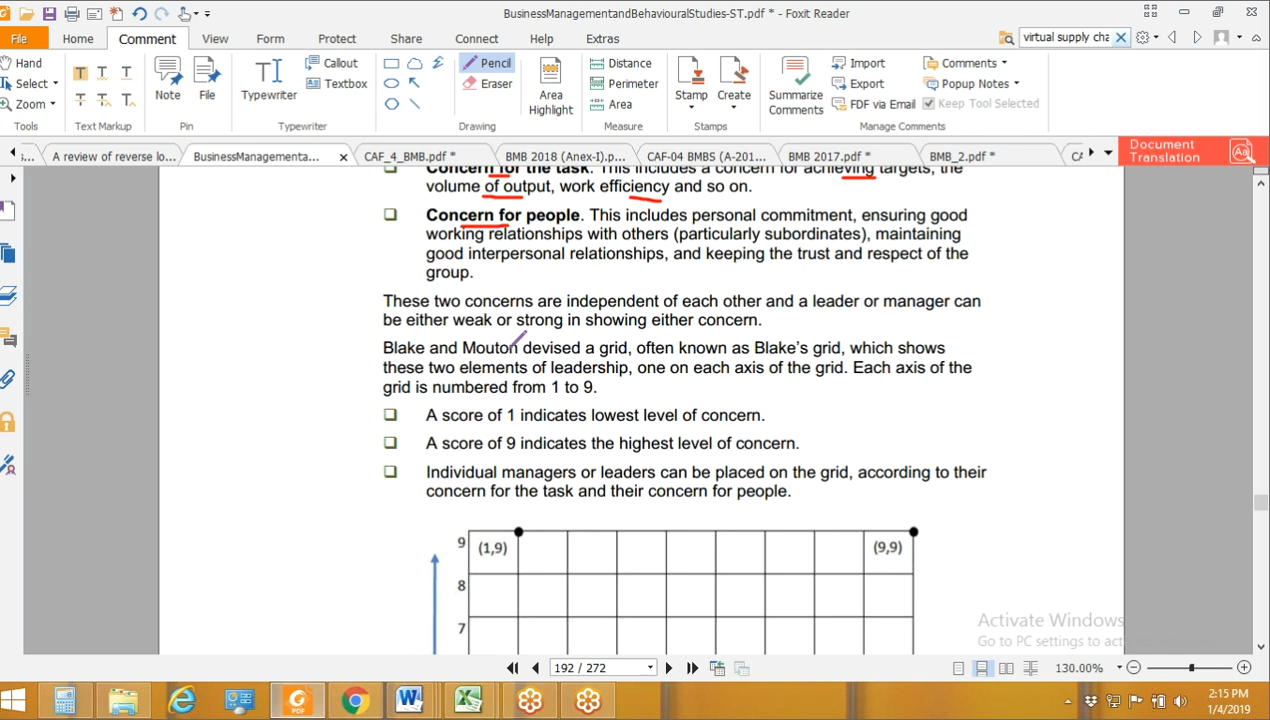 BusinessManagementandBehaviouralStudies-ST.pdf * - Foxit Reader
File Home Comment View Form Protect Share Connect Help Extras virtual supply cha
Hand
Select
Zoom
Tools
Text Markup
Note
File
Pin
Typewriter
Callout
Textbox
Typewriter
Pencil
Eraser
Area
Highlight
Drawing
Distance
Perimeter
Area
Measure
Stamp
Create
Stamps
Summarize
Comments
Import
Export
FDF via Email
Comments
Popup Notes
Keep Tool Selected
Manage Comments
A review of reverse lo... BusinessManagementa... CAF_4_BMB.pdf * BMB 2018 (Anex-I).p... CAF-04 BMBS (A-201... BMB 2017.pdf * BMB_2.pdf * CA
Document
Translation
Concern for the task. This includes a concern for achieving targets, the
volume of output, work efficiency and so on.
Concern for people. This includes personal commitment, ensuring good
working relationships with others (particularly subordinates), maintaining
good interpersonal relationships, and keeping the trust and respect of the
group.
These two concerns are independent of each other and a leader or manager can
be either weak or strong in showing either concern.
Blake and Mouton devised a grid, often known as Blake's grid, which shows
these two elements of leadership, one on each axis of the grid. Each axis of the
grid is numbered from 1 to 9.
A score of 1 indicates lowest level of concern.
A score of 9 indicates the highest level of concern.
Individual managers or leaders can be placed on the grid, according to their
concern for the task and their concern for people.
9 (1,9) (9,9)
8
7
Activate Windows
Go to PC settings to
192 / 272
130.00%
2:15 PM
1/4/2019